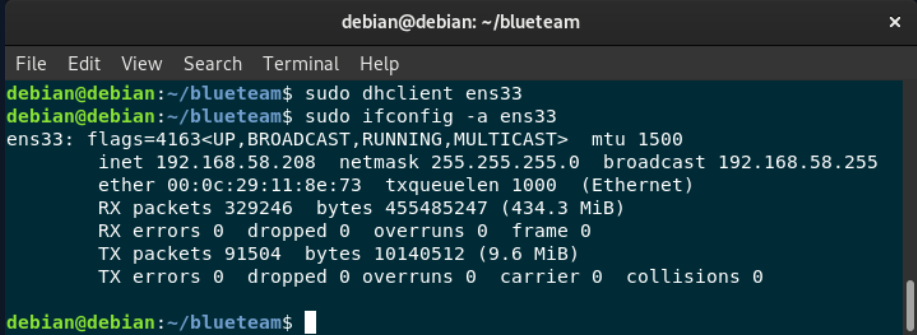 debian@debian: ~/blueteam ×
File Edit View Search Terminal Help
debian@debian:~/blueteam$ sudo dhclient ens33
debian@debian:~/blueteam$ sudo ifconfig -a ens33
ens33: flags=4163<UP,BROADCAST,RUNNING,MULTICAST>  mtu 1500
        inet 192.168.58.208  netmask 255.255.255.0  broadcast 192.168.58.255
        ether 00:0c:29:11:8e:73  txqueuelen 1000  (Ethernet)
        RX packets 329246  bytes 455485247 (434.3 MiB)
        RX errors 0  dropped 0  overruns 0  frame 0
        TX packets 91504  bytes 10140512 (9.6 MiB)
        TX errors 0  dropped 0 overruns 0  carrier 0  collisions 0
debian@debian:~/blueteam$